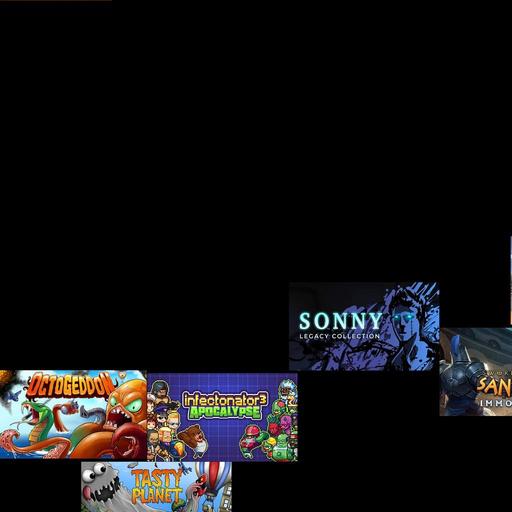 SONNY
LEGACY COLLECTION
SAN
IMMO
OCTOGEDDON
infectonator3
APOCALYPSE
TASTY
PLANET